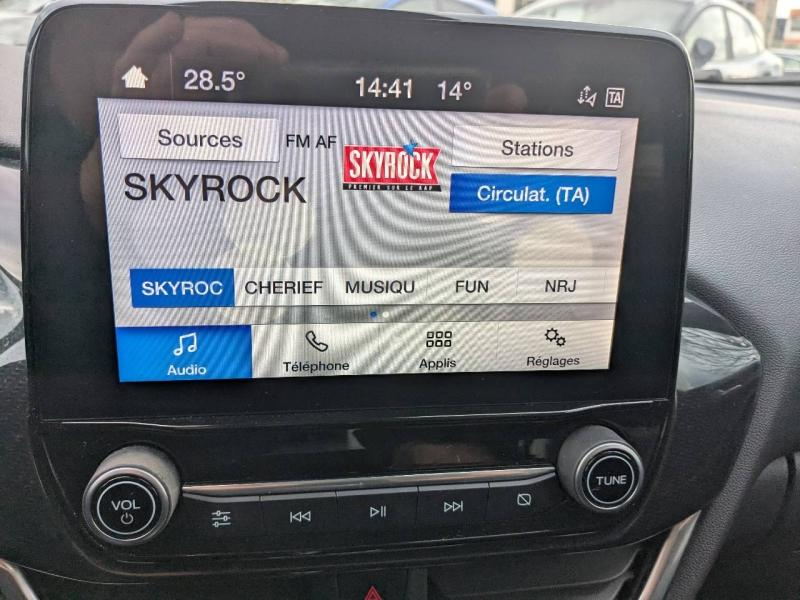 28.5° 14:41 14° TA
Sources FM AF SKYROCK Stations
PREMIER SUR LE RAP
SKYROCK Circulat. (TA)
SKYROC CHERIEF MUSIQU FUN NRJ
Audio Téléphone Applis Réglages
VOL TUNE